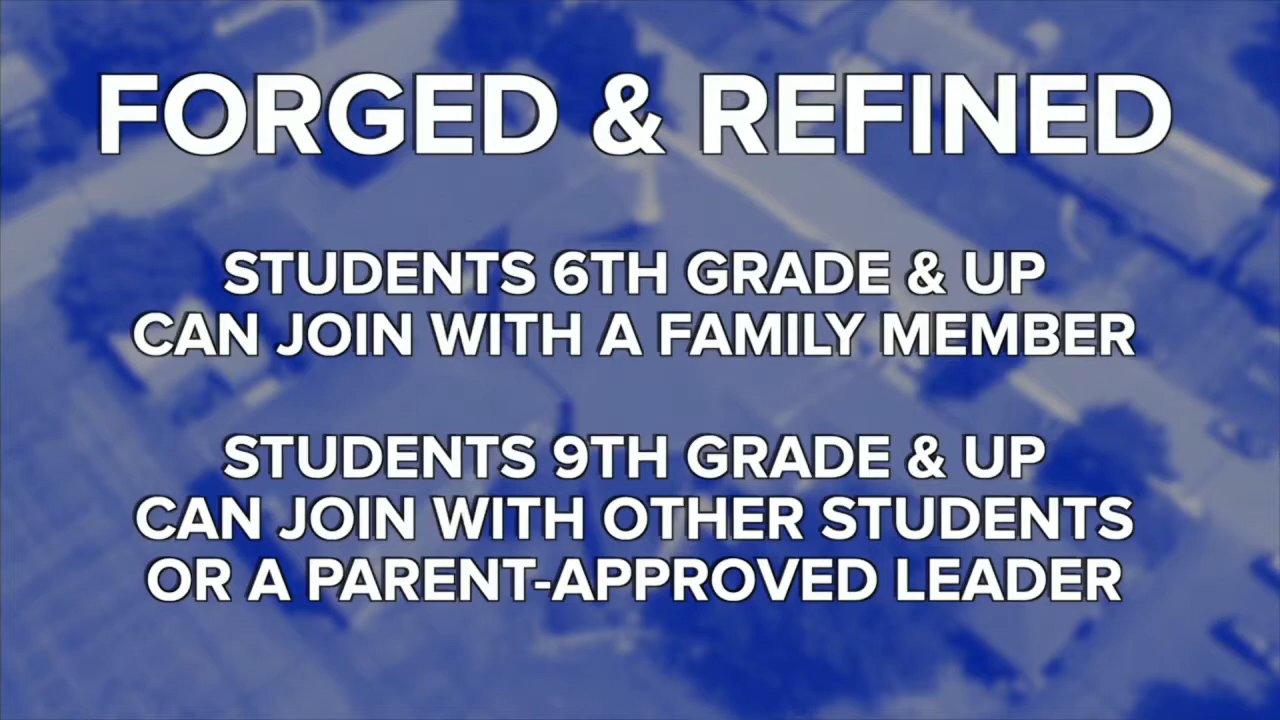 FORGED & REFINED
STUDENTS 6TH GRADE & UP
CAN JOIN WITH A FAMILY MEMBER
STUDENTS 9TH GRADE & UP
CAN JOIN WITH OTHER STUDENTS
OR A PARENT-APPROVED LEADER